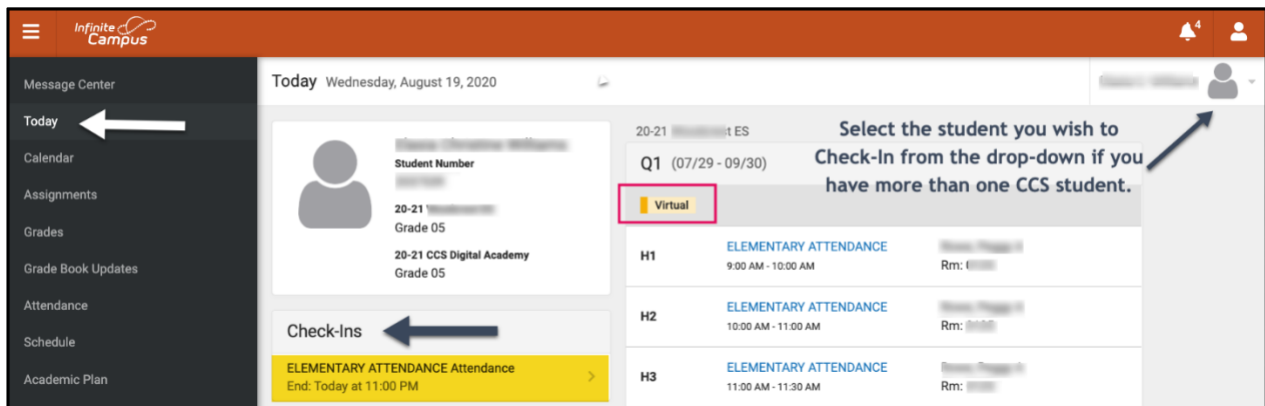 Infinite
Campus
4
Message Center
Today
Calendar
Assignments
Grades
Grade Book Updates
Attendance
Schedule
Academic Plan
Today Wednesday, August 19, 2020
Student Number
20-21
Grade 05
20-21 CCS Digital Academy
Grade 05
Check-Ins
ELEMENTARY ATTENDANCE Attendance
End: Today at 11:00 PM
20-21 t ES
Q1 (07/29 - 09/30)
Virtual
Select the student you wish to
Check-In from the drop-down if you
have more than one CCS student.
H1 ELEMENTARY ATTENDANCE
9:00 AM - 10:00 AM Rm:
H2 ELEMENTARY ATTENDANCE
10:00 AM - 11:00 AM Rm:
H3 ELEMENTARY ATTENDANCE
11:00 AM - 11:30 AM Rm: